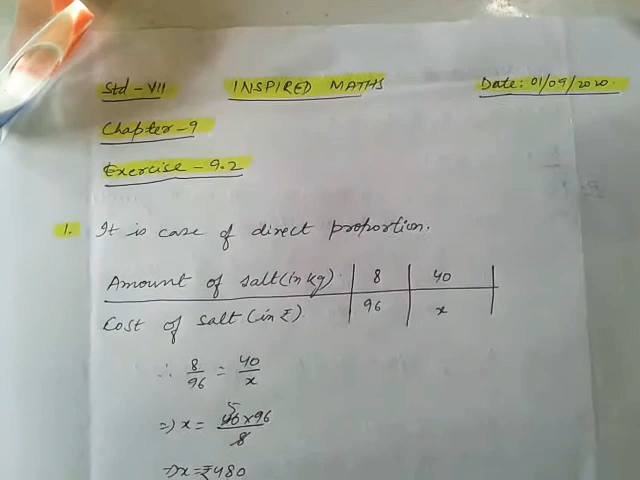 Std - VII INSPIRED MATHS Date: 01/09/2020.
Chapter - 9
Exercise - 9.2
1. It is case of direct proportion.
Amount of salt (in kg). 8 40
Cost of salt (in ₹) 96 x
∴ 8/96 = 40/x
⇒ x = 40×96/8 5
⇒ x = ₹480